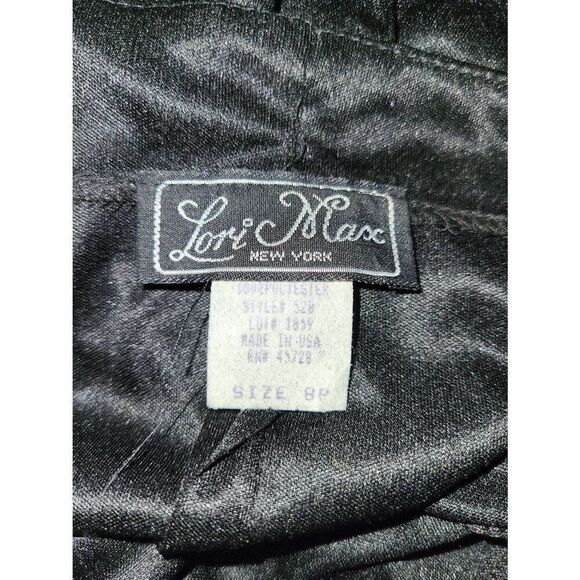 Lori Max
NEW YORK
100%POLYESTER
STYLE# 528
LOT# 1859
MADE IN USA
RN# 45728
SIZE 8P